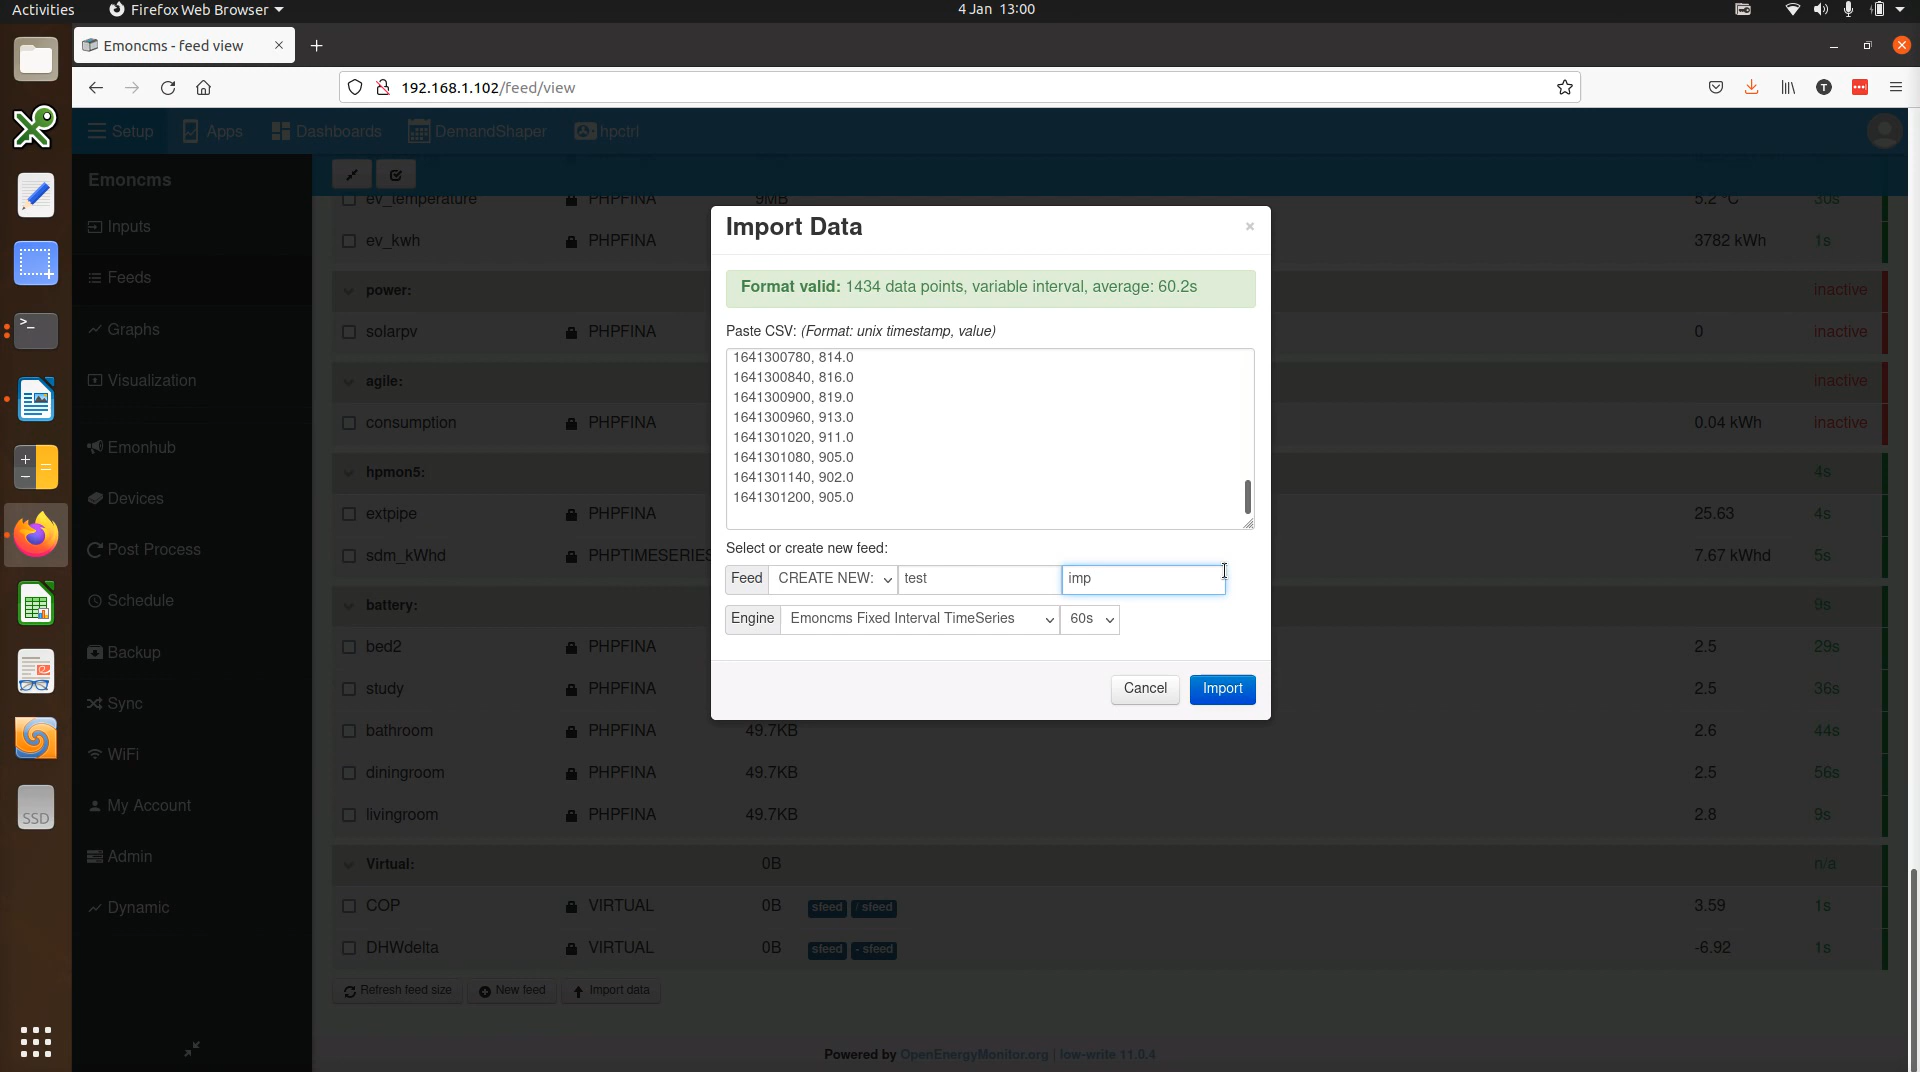 Activities
Firefox Web Browser
4 Jan 13:00
Emoncms - feed view
192.168.1.102/feed/view
Setup
Apps
Dashboards
DemandShaper
hpctrl
Emoncms
Inputs
Feeds
Graphs
Visualization
Emonhub
Devices
Post Process
Schedule
Backup
Sync
WiFi
My Account
Admin
Dynamic
SSD
ev_temperature PHPFINA 9MB 5.2 °C 30s
ev_kwh PHPFINA 3782 kWh 1s
power: inactive
solarpv PHPFINA 0 inactive
agile: inactive
consumption PHPFINA 0.04 kWh inactive
hpmon5: 4s
extpipe PHPFINA 25.63 4s
sdm_kWhd PHPTIMESERIES 7.67 kWhd 5s
battery: 9s
bed2 PHPFINA 2.5 29s
study PHPFINA 2.5 36s
bathroom PHPFINA 49.7KB 2.6 44s
diningroom PHPFINA 49.7KB 2.5 56s
livingroom PHPFINA 49.7KB 2.8 9s
Virtual: 0B n/a
COP VIRTUAL 0B sfeed / sfeed 3.59 1s
DHWdelta VIRTUAL 0B sfeed - sfeed -6.92 1s
Refresh feed size
New feed
Import data
Powered by OpenEnergyMonitor.org | low-write 11.0.4
Import Data ×
Format valid: 1434 data points, variable interval, average: 60.2s
Paste CSV: (Format: unix timestamp, value)
1641300780, 814.0
1641300840, 816.0
1641300900, 819.0
1641300960, 913.0
1641301020, 911.0
1641301080, 905.0
1641301140, 902.0
1641301200, 905.0
Select or create new feed:
Feed CREATE NEW: test imp
Engine Emoncms Fixed Interval TimeSeries 60s
Cancel Import